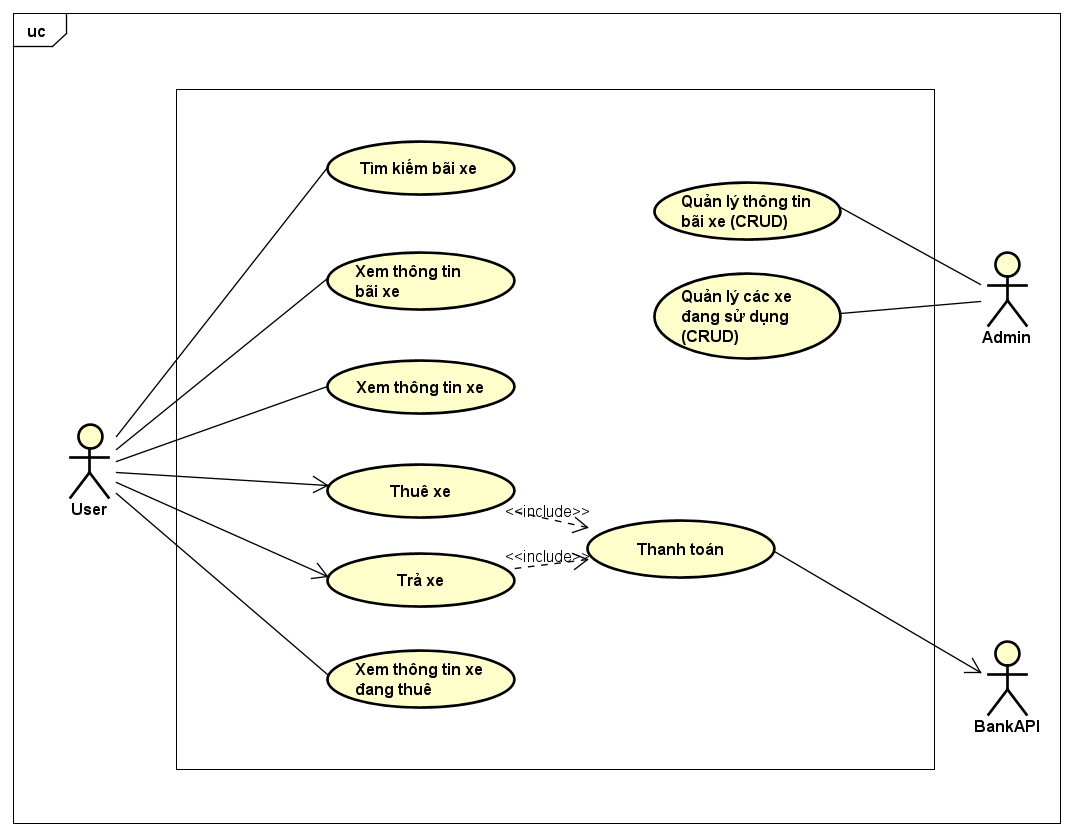 uc
Tìm kiếm bãi xe
Quản lý thông tin
bãi xe (CRUD)
Xem thông tin
bãi xe
Quản lý các xe
đang sử dụng
(CRUD)
Admin
Xem thông tin xe
User
Thuê xe
<<include>>
Thanh toán
<<include>>
Trả xe
Xem thông tin xe
đang thuê
BankAPI